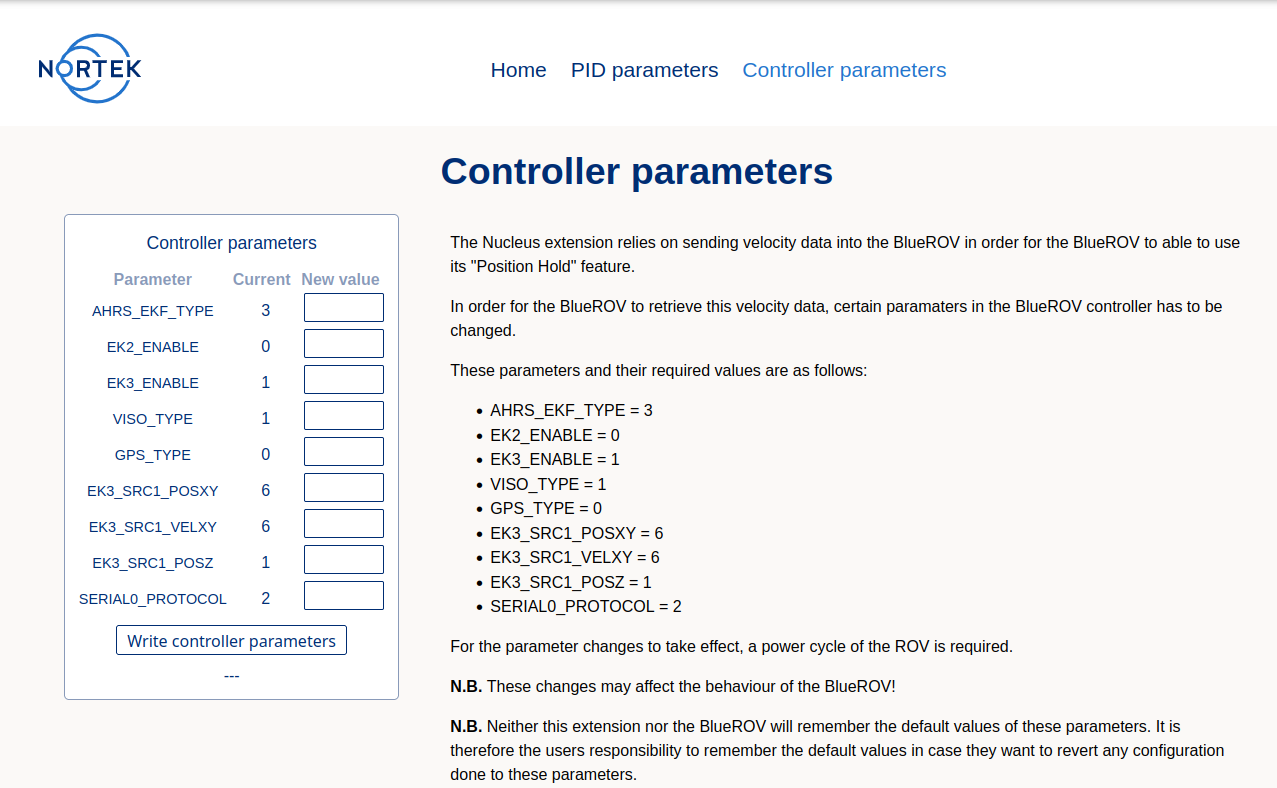 NORTEK
Home PID parameters Controller parameters
Controller parameters
Controller parameters
Parameter Current New value
AHRS_EKF_TYPE 3
EK2_ENABLE 0
EK3_ENABLE 1
VISO_TYPE 1
GPS_TYPE 0
EK3_SRC1_POSXY 6
EK3_SRC1_VELXY 6
EK3_SRC1_POSZ 1
SERIAL0_PROTOCOL 2
Write controller parameters
---
The Nucleus extension relies on sending velocity data into the BlueROV in order for the BlueROV to able to use
its "Position Hold" feature.
In order for the BlueROV to retrieve this velocity data, certain paramaters in the BlueROV controller has to be
changed.
These parameters and their required values are as follows:
• AHRS_EKF_TYPE = 3
• EK2_ENABLE = 0
• EK3_ENABLE = 1
• VISO_TYPE = 1
• GPS_TYPE = 0
• EK3_SRC1_POSXY = 6
• EK3_SRC1_VELXY = 6
• EK3_SRC1_POSZ = 1
• SERIAL0_PROTOCOL = 2
For the parameter changes to take effect, a power cycle of the ROV is required.
N.B. These changes may affect the behaviour of the BlueROV!
N.B. Neither this extension nor the BlueROV will remember the default values of these parameters. It is
therefore the users responsibility to remember the default values in case they want to revert any configuration
done to these parameters.